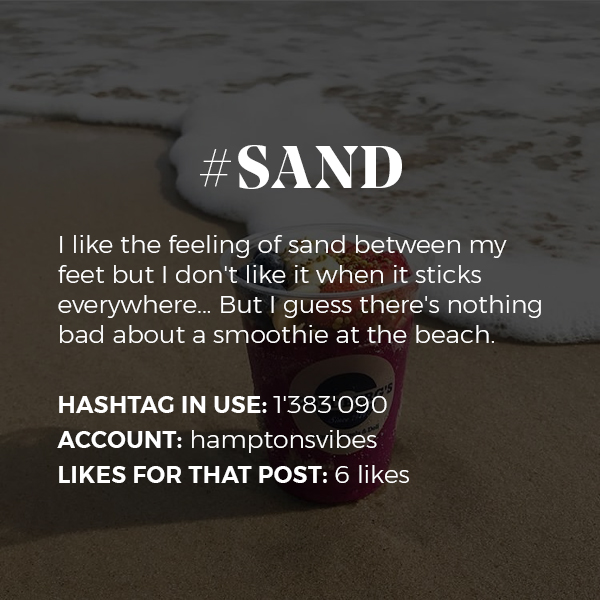 #SAND
I like the feeling of sand between my
feet but I don't like it when it sticks
everywhere... But I guess there's nothing
bad about a smoothie at the beach.
HASHTAG IN USE: 1'383'090
ACCOUNT: hamptonsvibes
LIKES FOR THAT POST: 6 likes